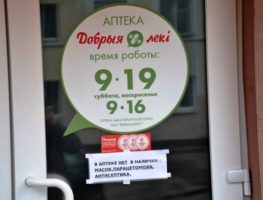 АПТЕКА
Добрыя лекі
время работы:
9-19
суббота, воскресенье
9-16
В АПТЕКЕ НЕТ В НАЛИЧИИ :
МАСОК,ПАРАЦЕТОМОЛА,
АНТИСЕПТИКА.